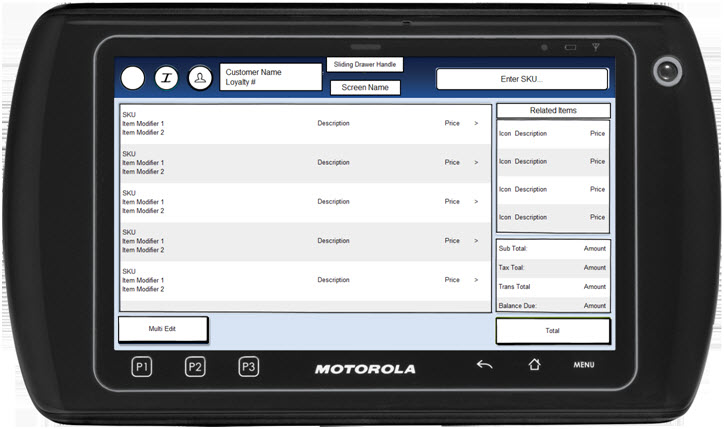 Sliding Drawer Handle
Customer Name
Loyalty #
Screen Name
Enter SKU...
SKU
Item Modifier 1
Item Modifier 2
Description
Price >
SKU
Item Modifier 1
Item Modifier 2
Description
Price >
SKU
Item Modifier 1
Item Modifier 2
Description
Price >
SKU
Item Modifier 1
Item Modifier 2
Description
Price >
SKU
Item Modifier 1
Item Modifier 2
Description
Price >
Related Items
Icon Description Price
Icon Description Price
Icon Description Price
Icon Description Price
Sub Total: Amount
Tax Toal: Amount
Trans Total Amount
Balance Due: Amount
Multi Edit
Total
P1 P2 P3 MOTOROLA MENU